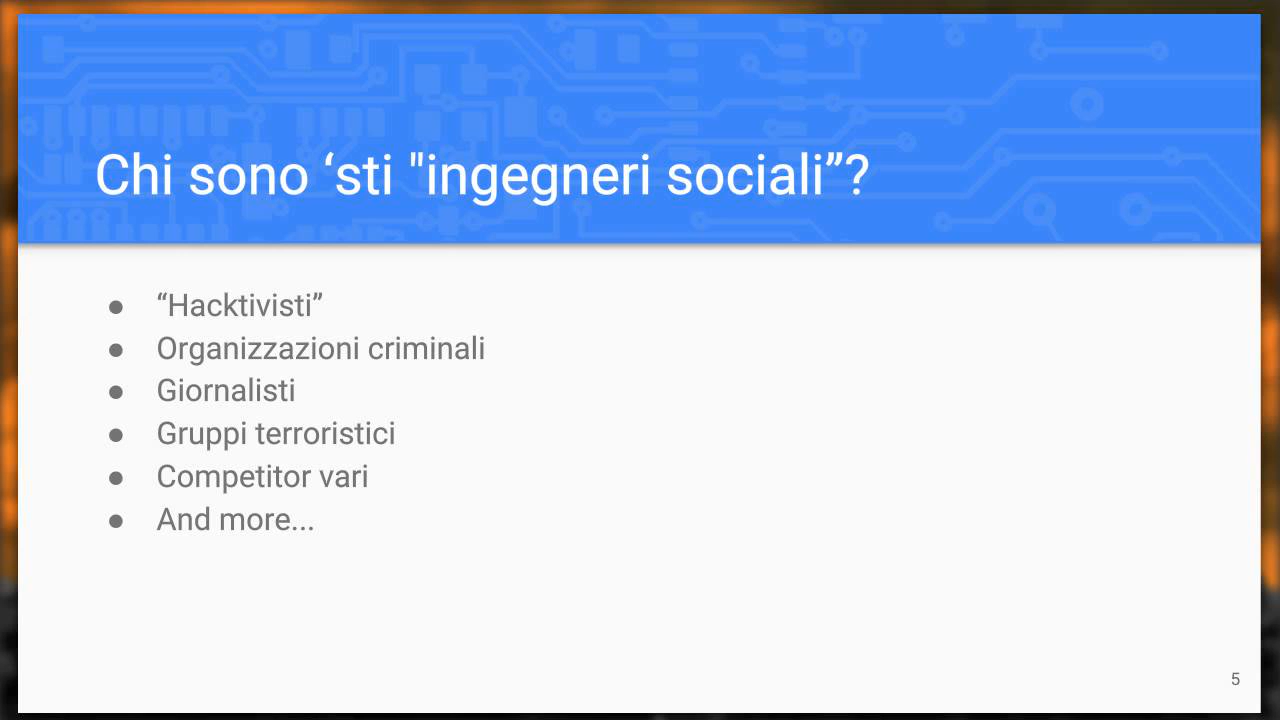 Chi sono ‘sti "ingegneri sociali”?
● “Hacktivisti”
● Organizzazioni criminali
● Giornalisti
● Gruppi terroristici
● Competitor vari
● And more...
5